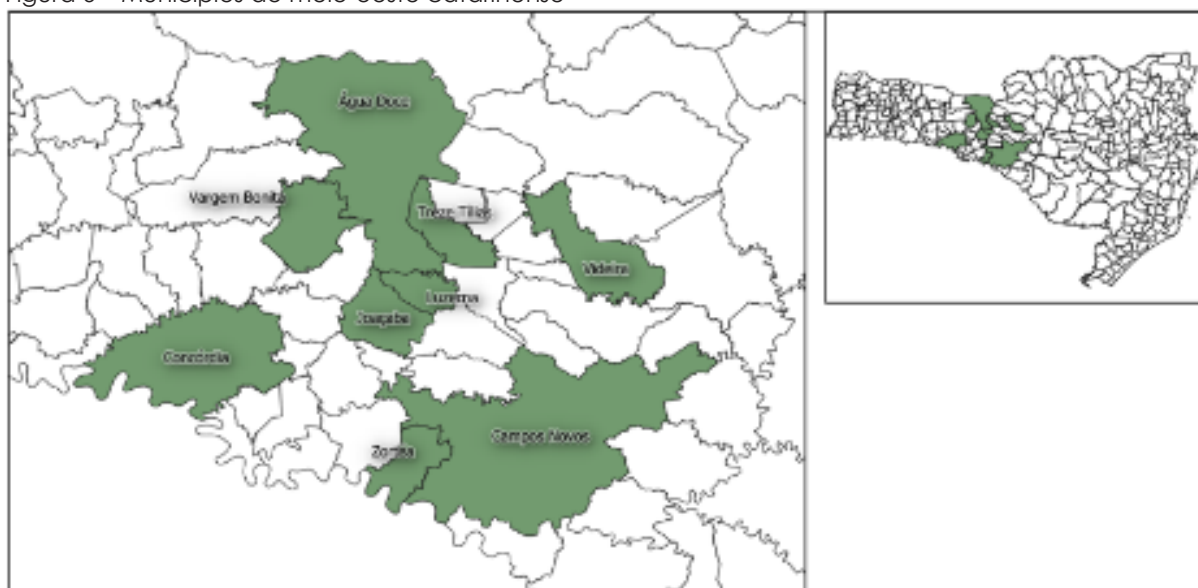 Água Doce
Vargem Bonita
Treze Tílias
Videira
Luzerna
Joaçaba
Concórdia
Campos Novos
Zortéa